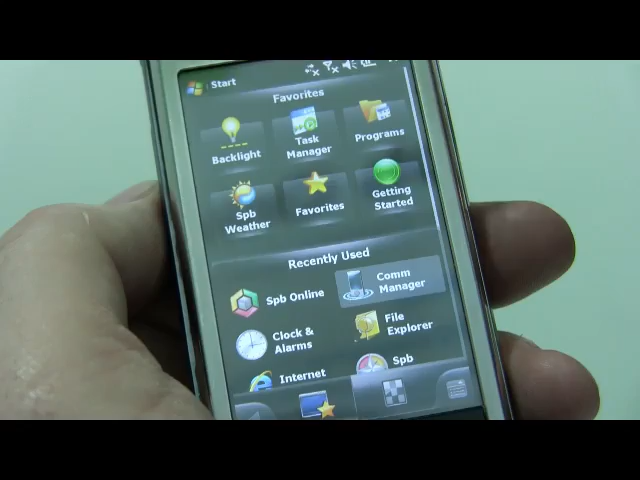 Start
Favorites
Backlight
Task
Manager
Programs
Spb
Weather
Favorites
Getting
Started
Recently Used
Spb Online
Comm
Manager
Clock &
Alarms
File
Explorer
Internet
Spb